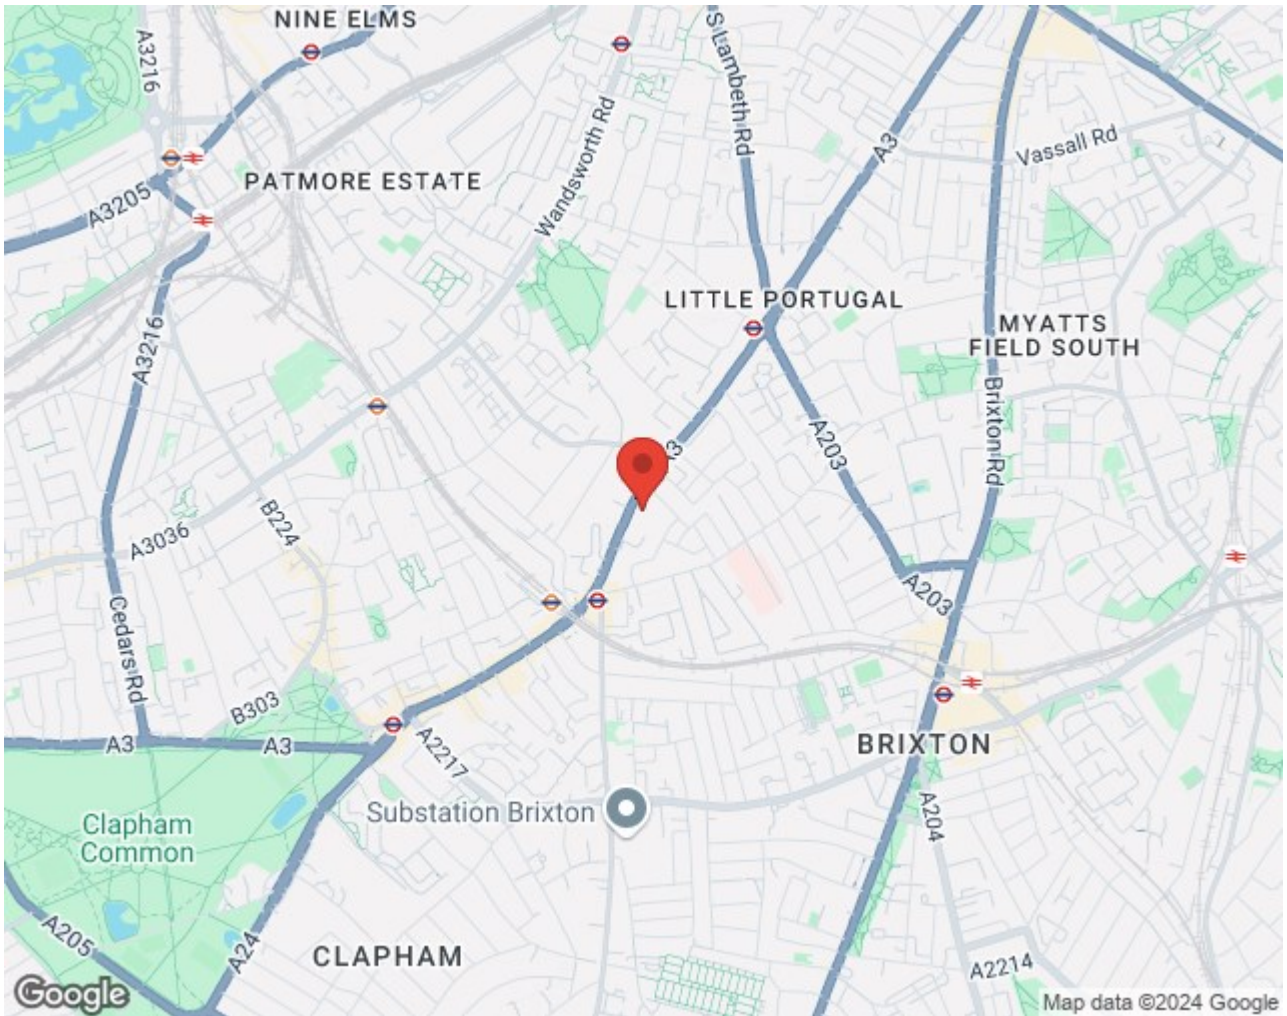 NINE ELMS
A3216
S Lambeth Rd
A3
Vassall Rd
Wandsworth Rd
PATMORE ESTATE
A3205
LITTLE PORTUGAL
MYATTS
FIELD SOUTH
A3216
Brixton Rd
A203
A3
B224
A3036
A203
Cedars Rd
B303
A3
A3
A2217
BRIXTON
Substation Brixton
A204
Clapham
Common
A205
A24
CLAPHAM
A2214
Google
Map data ©2024 Google